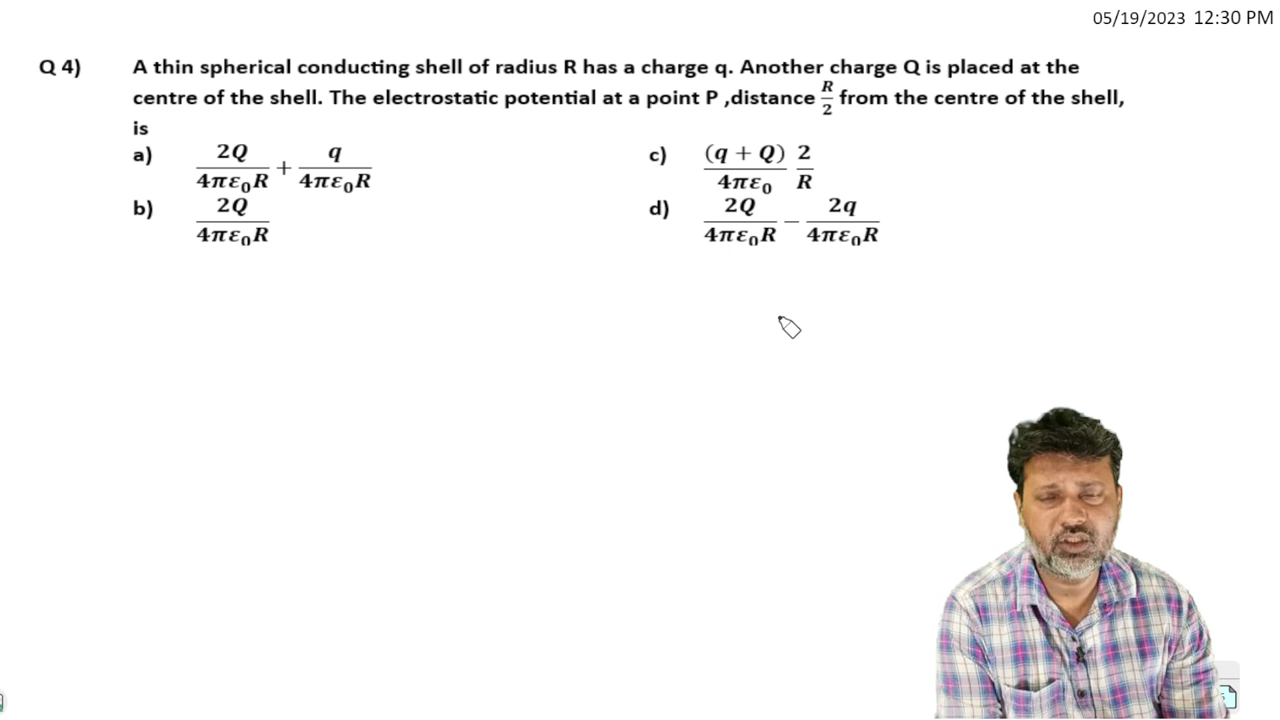 05/19/2023 12:30 PM
Q 4) A thin spherical conducting shell of radius R has a charge q. Another charge Q is placed at the
centre of the shell. The electrostatic potential at a point P ,distance R/2 from the centre of the shell,
is
a) 2Q/4πε₀R + q/4πε₀R c) (q + Q)/4πε₀ 2/R
b) 2Q/4πε₀R d) 2Q/4πε₀R − 2q/4πε₀R